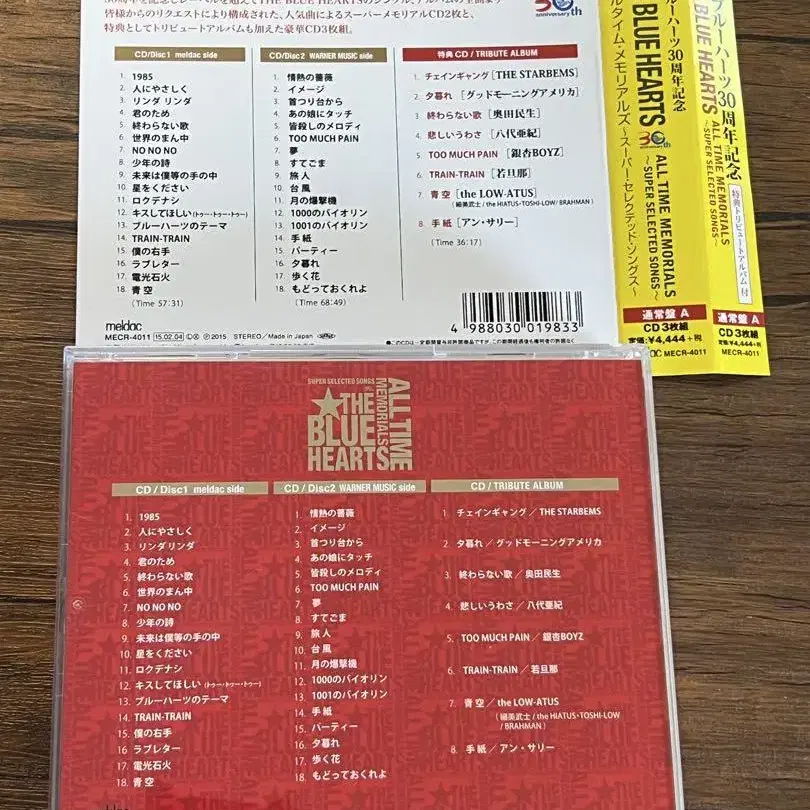 皆様からのリクエストにより構成された、人気曲によるスーパーメモリアルCD2枚と、
特典としてトリビュートアルバムも加えた豪華CD3枚組。
30th
anniversary
CD/Disc1 meldac side
1. 1985
2. 人にやさしく
3. リンダ リンダ
4. 君のため
5. 終わらない歌
6. 世界のまん中
7. NO NO NO
8. 少年の詩
9. 未来は僕等の手の中
10. 星をください
11. ロクデナシ
12. キスしてほしい(トゥー・トゥー・トゥー)
13. ブルーハーツのテーマ
14. TRAIN-TRAIN
15. 僕の右手
16. ラブレター
17. 電光石火
18. 青 空
(Time 57:31)
CD/Disc2 WARNER MUSIC side
1. 情熱の薔薇
2. イメージ
3. 首つり台から
4. あの娘にタッチ
5. 皆殺しのメロディ
6. TOO MUCH PAIN
7. 夢
8. すてごま
9. 旅 人
10. 台 風
11. 月の爆撃機
12. 1000のバイオリン
13. 1001のバイオリン
14. 手 紙
15. パーティー
16. 夕暮れ
17. 歩く花
18. もどっておくれよ
(Time 68:49)
特典CD / TRIBUTE ALBUM
1. チェインギャング [THE STARBEMS]
2. 夕暮れ [グッドモーニングアメリカ]
3. 終わらない歌 [奥田民生]
4. 悲しいうわさ [八代亜紀]
5. TOO MUCH PAIN [銀杏BOYZ]
6. TRAIN-TRAIN [若旦那]
7. 青 空 [the LOW-ATUS]
(細美武士/the HIATUS・TOSHI-LOW/BRAHMAN)
8. 手 紙 [アン・サリー]
(Time 36:17)
meldac
MECR-4011 15.02.04 Ⓛ Ⓧ Ⓟ 2015 STEREO/Made in Japan
4 988030 019833
ブルーハーツ30周年記念
BLUE HEARTS 30th ALL TIME MEMORIALS
〜SUPER SELECTED SONGS〜
ルタイム・メモリアルズ〜スーパー・セレクテッド・ソングス〜
通常盤 A
CD 3枚組
定価:¥4,444+税
MECR-4011
ブルーハーツ30周年記念
BLUE HEARTS ALL TIME MEMORIALS
〜SUPER SELECTED SONGS〜
特典トリビュートアルバム付
通常盤 A
CD 3枚組
定価:¥4,444+税
MECR-4011
SUPER SELECTED SONGS
THE
BLUE
HEARTS
ALL TIME
MEMORIALS
CD / Disc1 meldac side
1. 1985
2. 人にやさしく
3. リンダリンダ
4. 君のため
5. 終わらない歌
6. 世界のまん中
7. NO NO NO
8. 少年の詩
9. 未来は僕等の手の中
10. 星をください
11. ロクデナシ
12. キスしてほしい(トゥー・トゥー・トゥー)
13. ブルーハーツのテーマ
14. TRAIN-TRAIN
15. 僕の右手
16. ラブレター
17. 電光石火
18. 青 空
CD / Disc2 WARNER MUSIC side
1. 情熱の薔薇
2. イメージ
3. 首つり台から
4. あの娘にタッチ
5. 皆殺しのメロディ
6. TOO MUCH PAIN
7. 夢
8. すてごま
9. 旅 人
10. 台 風
11. 月の爆撃機
12. 1000のバイオリン
13. 1001のバイオリン
14. 手 紙
15. パーティー
16. 夕暮れ
17. 歩く花
18. もどっておくれよ
CD / TRIBUTE ALBUM
1. チェインギャング / THE STARBEMS
2. 夕暮れ / グッドモーニングアメリカ
3. 終わらない歌 / 奥田民生
4. 悲しいうわさ / 八代亜紀
5. TOO MUCH PAIN / 銀杏BOYZ
6. TRAIN-TRAIN / 若旦那
7. 青 空 / the LOW-ATUS
(細美武士 / the HIATUS・TOSHI-LOW
/ BRAHMAN)
8. 手 紙 / アン・サリー